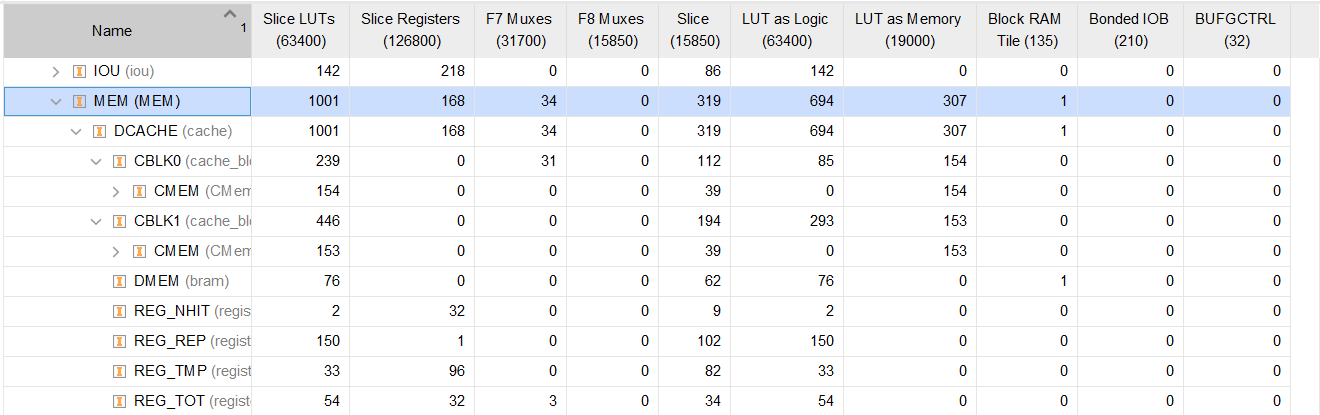 Name 1 Slice LUTs (63400) Slice Registers (126800) F7 Muxes (31700) F8 Muxes (15850) Slice (15850) LUT as Logic (63400) LUT as Memory (19000) Block RAM Tile (135) Bonded IOB (210) BUFGCTRL (32)
IOU (iou) 142 218 0 0 86 142 0 0 0 0
MEM (MEM) 1001 168 34 0 319 694 307 1 0 0
DCACHE (cache) 1001 168 34 0 319 694 307 1 0 0
CBLK0 (cache_blo 239 0 31 0 112 85 154 0 0 0
CMEM (CMem 154 0 0 0 39 0 154 0 0 0
CBLK1 (cache_blo 446 0 0 0 194 293 153 0 0 0
CMEM (CMem 153 0 0 0 39 0 153 0 0 0
DMEM (bram) 76 0 0 0 62 76 0 1 0 0
REG_NHIT (regis 2 32 0 0 9 2 0 0 0 0
REG_REP (regist 150 1 0 0 102 150 0 0 0 0
REG_TMP (regist 33 96 0 0 82 33 0 0 0 0
REG_TOT (regist 54 32 3 0 34 54 0 0 0 0